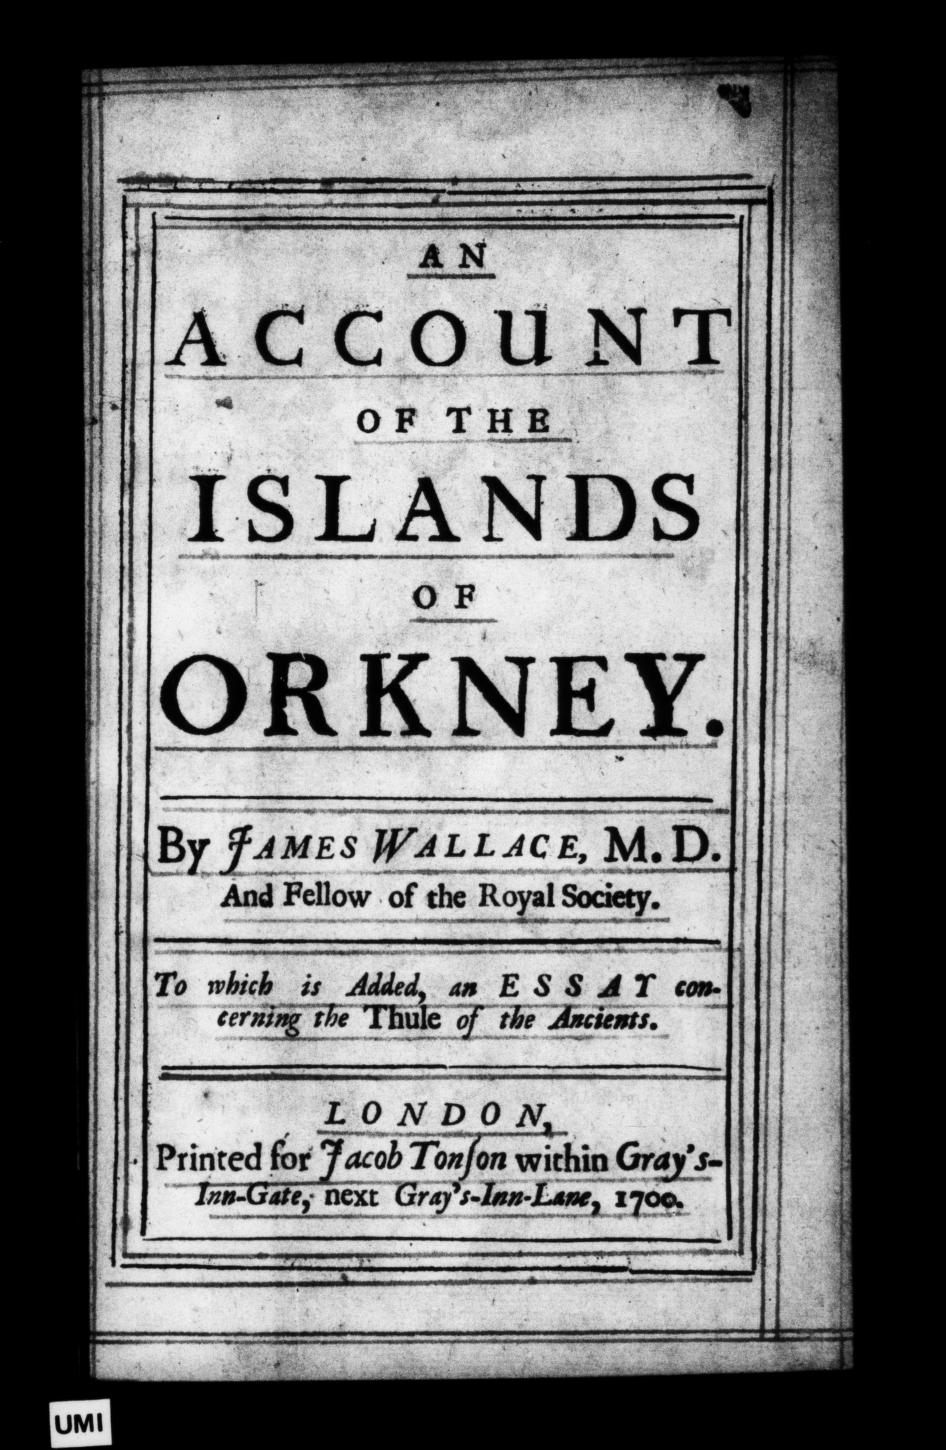 AN
ACCOUNT
OF THE
ISLANDS
OF
ORKNEY.
By JAMES WALLACE, M.D.
And Fellow of the Royal Society.
To which is Added, an ESSAY con-
cerning the Thule of the Ancients.
LONDON,
Printed for Jacob Tonſon within Gray's-
Inn-Gate, next Gray's-Inn-Lane, 1700.
UMI